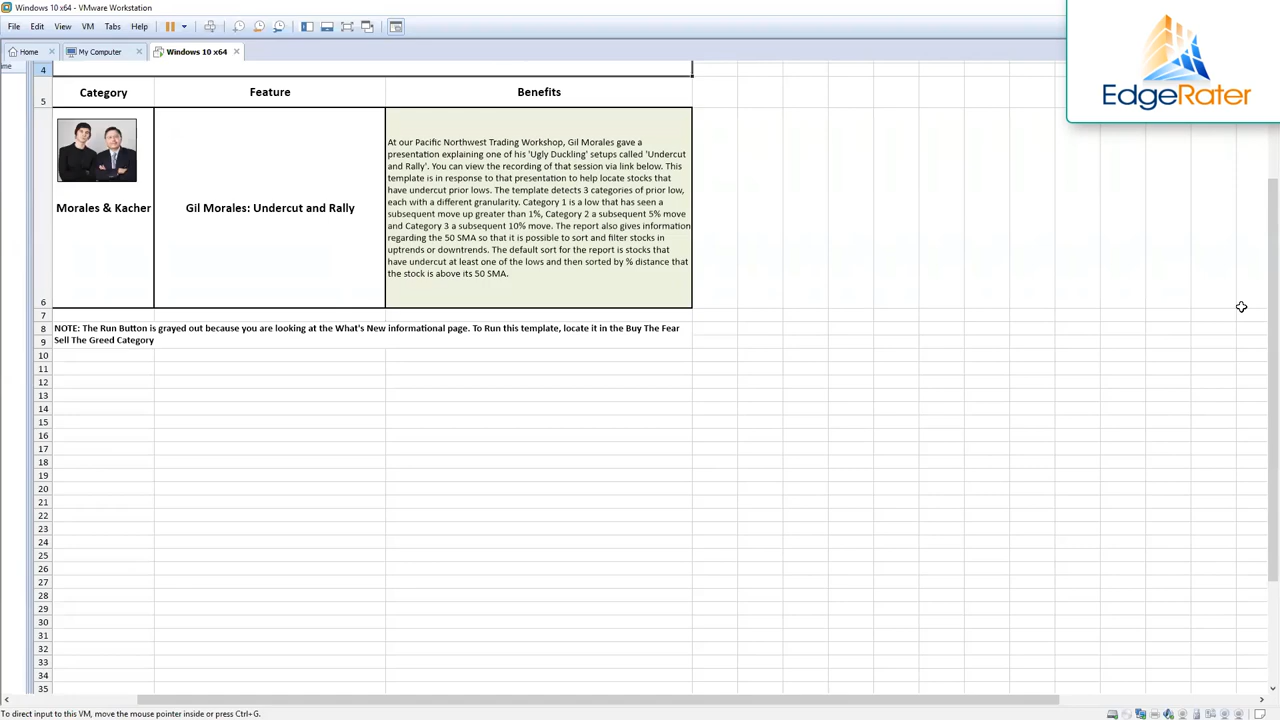 Windows 10 x64 - VMware Workstation
File Edit View VM Tabs Help
Home My Computer Windows 10 x64
EdgeRater
me
4
5 Category Feature Benefits
At our Pacific Northwest Trading Workshop, Gil Morales gave a
presentation explaining one of his 'Ugly Duckling' setups called 'Undercut
and Rally'. You can view the recording of that session via link below. This
template is in response to that presentation to help locate stocks that
have undercut prior lows. The template detects 3 categories of prior low,
each with a different granularity. Category 1 is a low that has seen a
subsequent move up greater than 1%, Category 2 a subsequent 5% move
and Category 3 a subsequent 10% move. The report also gives information
regarding the 50 SMA so that it is possible to sort and filter stocks in
uptrends or downtrends. The default sort for the report is stocks that
have undercut at least one of the lows and then sorted by % distance that
the stock is above its 50 SMA.
Morales & Kacher Gil Morales: Undercut and Rally
6
7
8 NOTE: The Run Button is grayed out because you are looking at the What's New informational page. To Run this template, locate it in the Buy The Fear
9 Sell The Greed Category
10
11
12
13
14
15
16
17
18
19
20
21
22
23
24
25
26
27
28
29
30
31
32
33
34
35
To direct input to this VM, move the mouse pointer inside or press Ctrl+G.